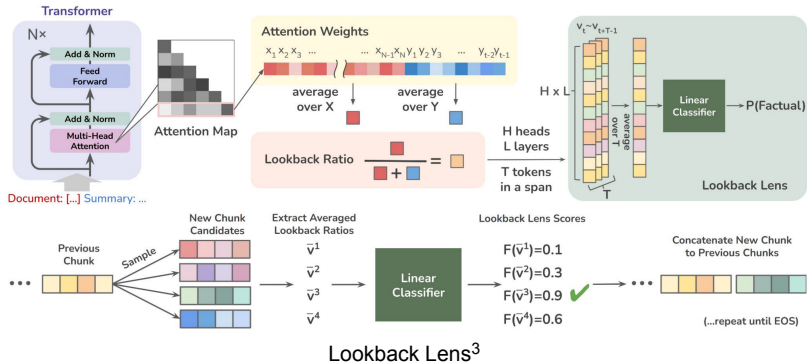 Transformer
N×
Add & Norm
Feed
Forward
Add & Norm
Multi-Head
Attention
Document: [...] Summary: ...
Attention Map
Attention Weights
x1 x2 x3 ... ... xN-1 xN y1 y2 y3 ... yt-2 yt-1
average
over X
average
over Y
Lookback Ratio
+
=
H heads
L layers
T tokens
in a span
vt~vt+T-1
H x L
T
average
over T
Linear
Classifier
P(Factual)
Lookback Lens
Previous
Chunk
Sample
New Chunk
Candidates
Extract Averaged
Lookback Ratios
v̄1
v̄2
v̄3
v̄4
Linear
Classifier
Lookback Lens Scores
F(v̄1)=0.1
F(v̄2)=0.3
F(v̄3)=0.9
F(v̄4)=0.6
Concatenate New Chunk
to Previous Chunks
(...repeat until EOS)
Lookback Lens3